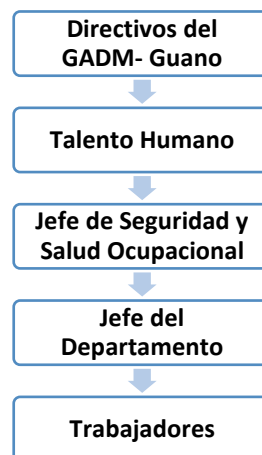 Directivos del
GADM- Guano
Talento Humano
Jefe de Seguridad y
Salud Ocupacional
Jefe del
Departamento
Trabajadores